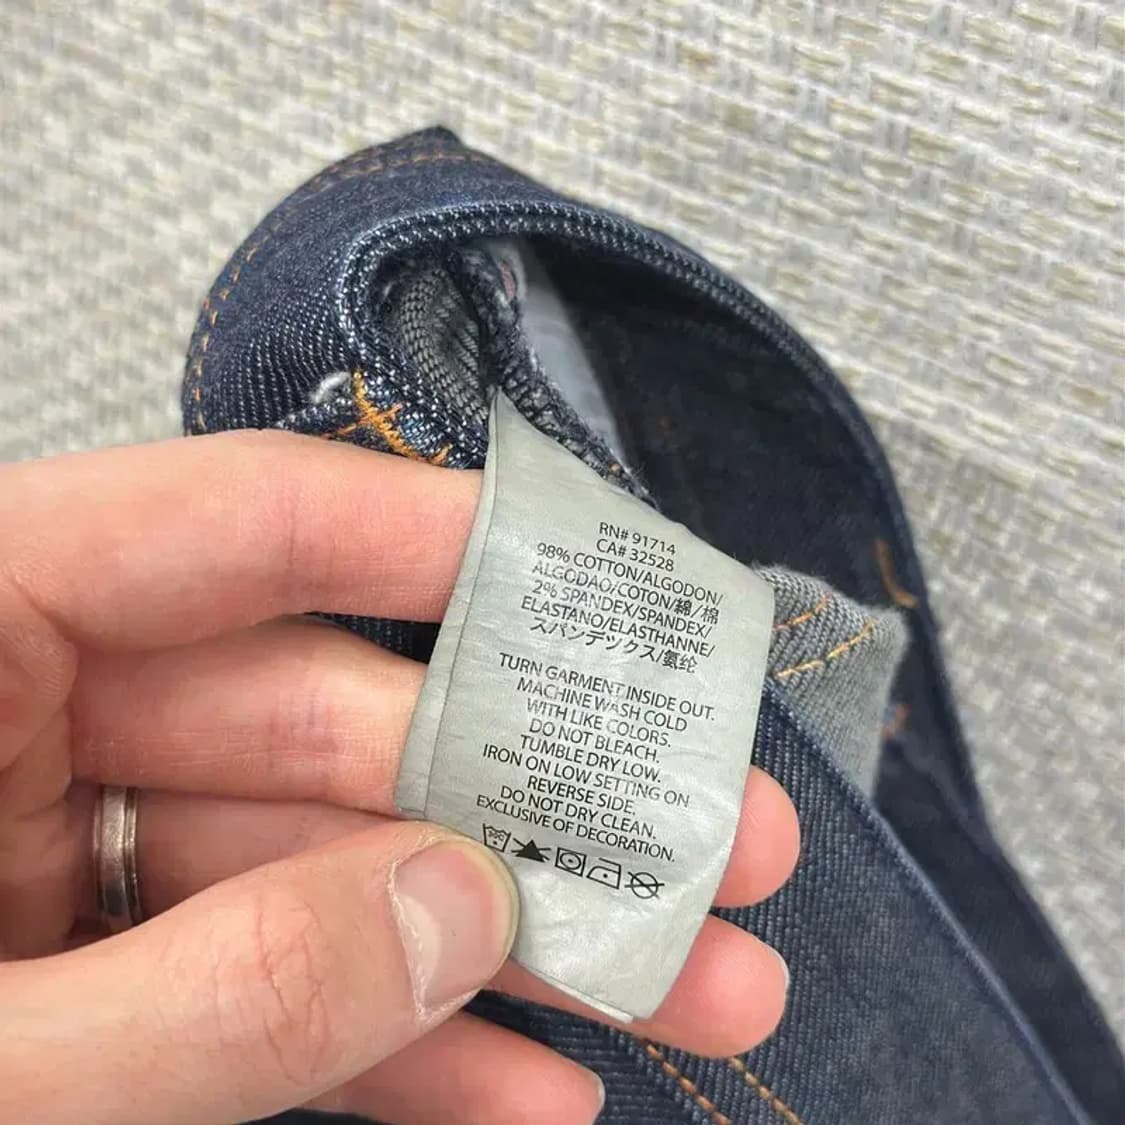 RN# 91714
CA# 32528
98% COTTON/ALGODON/
ALGODAO/COTON/綿/棉
2% SPANDEX/SPANDEX/
ELASTANO/ELASTHANNE/
スパンデックス/氨纶
TURN GARMENT INSIDE OUT.
MACHINE WASH COLD
WITH LIKE COLORS.
DO NOT BLEACH.
TUMBLE DRY LOW.
IRON ON LOW SETTING ON
REVERSE SIDE.
DO NOT DRY CLEAN.
EXCLUSIVE OF DECORATION.